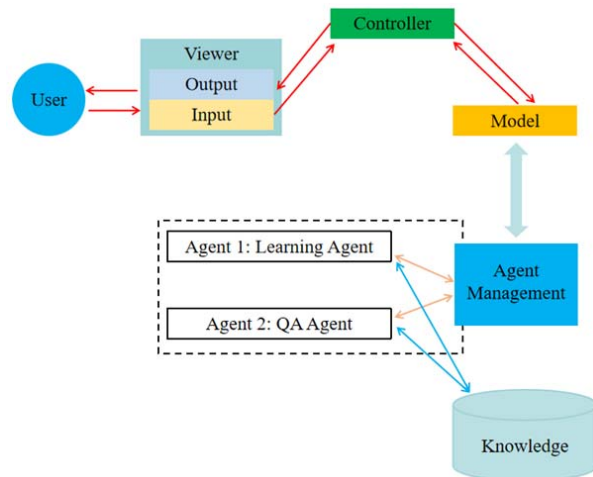 Controller
Viewer
Output
Input
User
Model
Agent 1: Learning Agent
Agent 2: QA Agent
Agent
Management
Knowledge